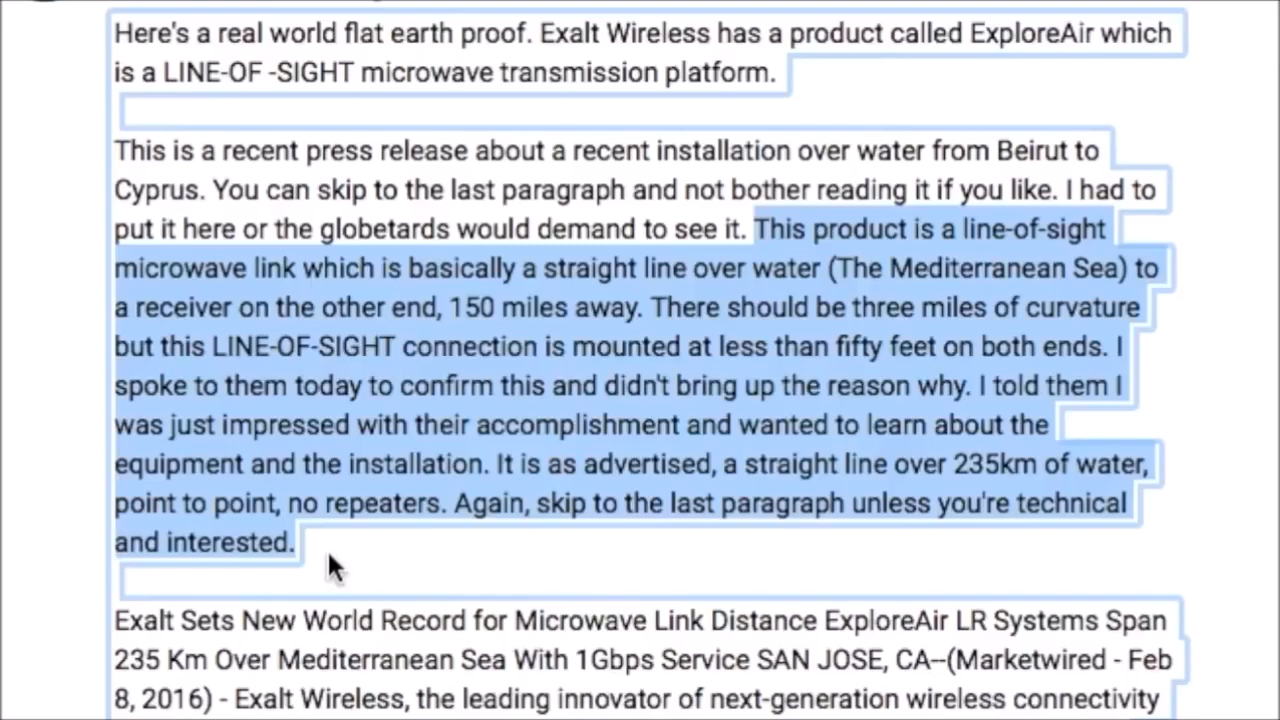 Here's a real world flat earth proof. Exalt Wireless has a product called ExploreAir which
is a LINE-OF -SIGHT microwave transmission platform.
This is a recent press release about a recent installation over water from Beirut to
Cyprus. You can skip to the last paragraph and not bother reading it if you like. I had to
put it here or the globetards would demand to see it. This product is a line-of-sight
microwave link which is basically a straight line over water (The Mediterranean Sea) to
a receiver on the other end, 150 miles away. There should be three miles of curvature
but this LINE-OF-SIGHT connection is mounted at less than fifty feet on both ends. I
spoke to them today to confirm this and didn't bring up the reason why. I told them I
was just impressed with their accomplishment and wanted to learn about the
equipment and the installation. It is as advertised, a straight line over 235km of water,
point to point, no repeaters. Again, skip to the last paragraph unless you're technical
and interested.
Exalt Sets New World Record for Microwave Link Distance ExploreAir LR Systems Span
235 Km Over Mediterranean Sea With 1Gbps Service SAN JOSE, CA--(Marketwired - Feb
8, 2016) - Exalt Wireless, the leading innovator of next-generation wireless connectivity